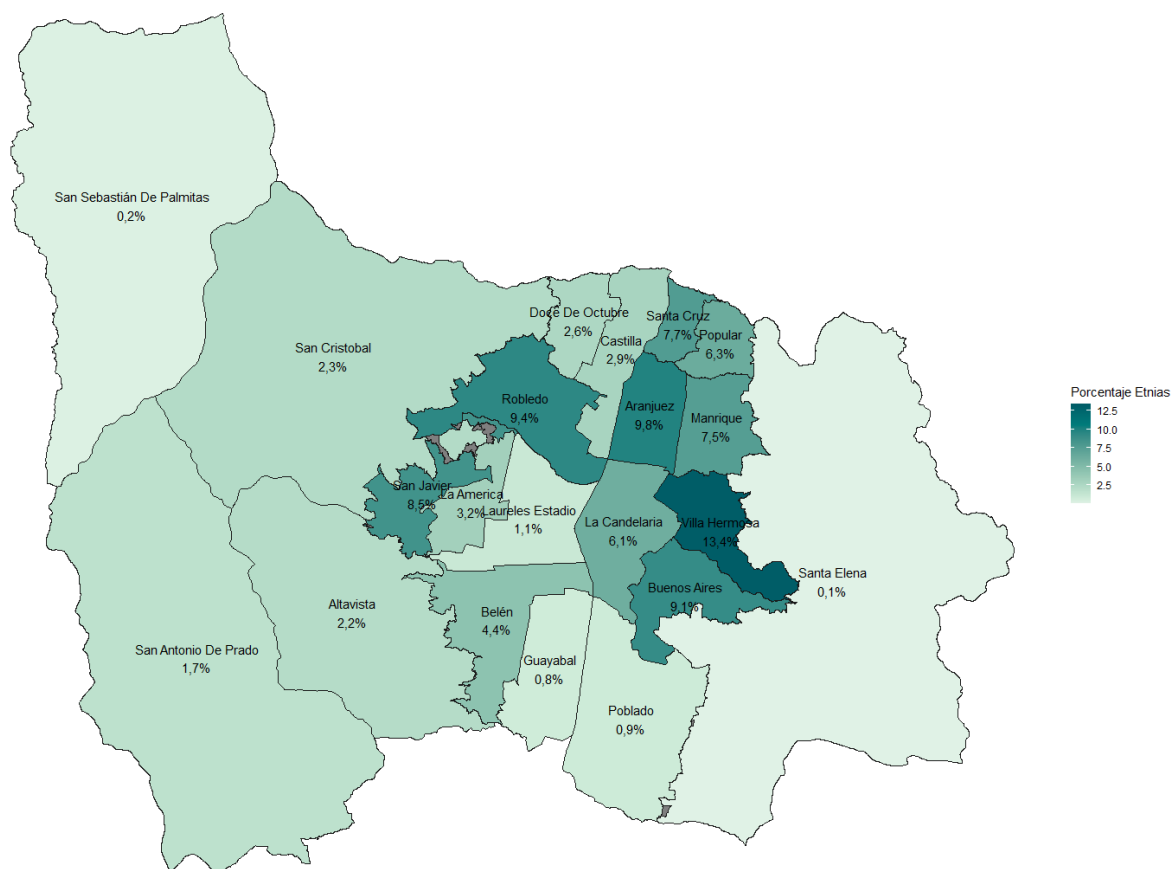 San Sebastián De Palmitas
0,2%
San Cristobal
2,3%
Doce De Octubre
2,6%
Castilla
2,9%
Santa Cruz
7,7%
Popular
6,3%
Robledo
9,4%
Aranjuez
9,8%
Manrique
7,5%
San Javier
8,5%
La America
3,2%
Laureles Estadio
1,1%
La Candelaria
6,1%
Villa Hermosa
13,4%
Santa Elena
0,1%
Buenos Aires
9,1%
Altavista
2,2%
Belén
4,4%
San Antonio De Prado
1,7%
Guayabal
0,8%
Poblado
0,9%
Porcentaje Etnias
12.5
10.0
7.5
5.0
2.5